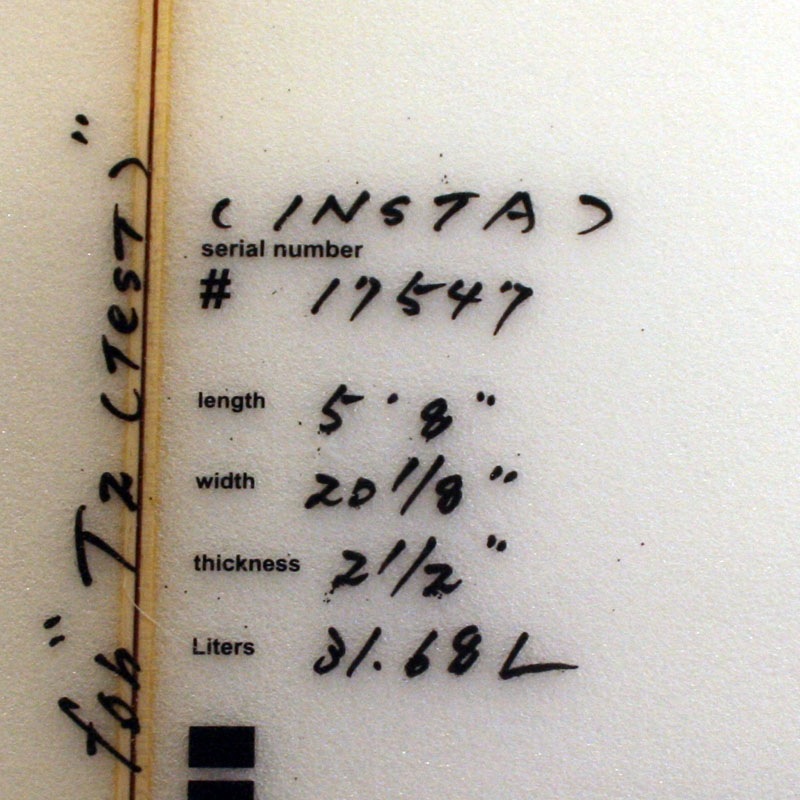 for " T2 (Test) "
(INSTA)
serial number
# 17547
length 5'8"
width 20 1/8"
thickness 2 1/2"
Liters 31.68L